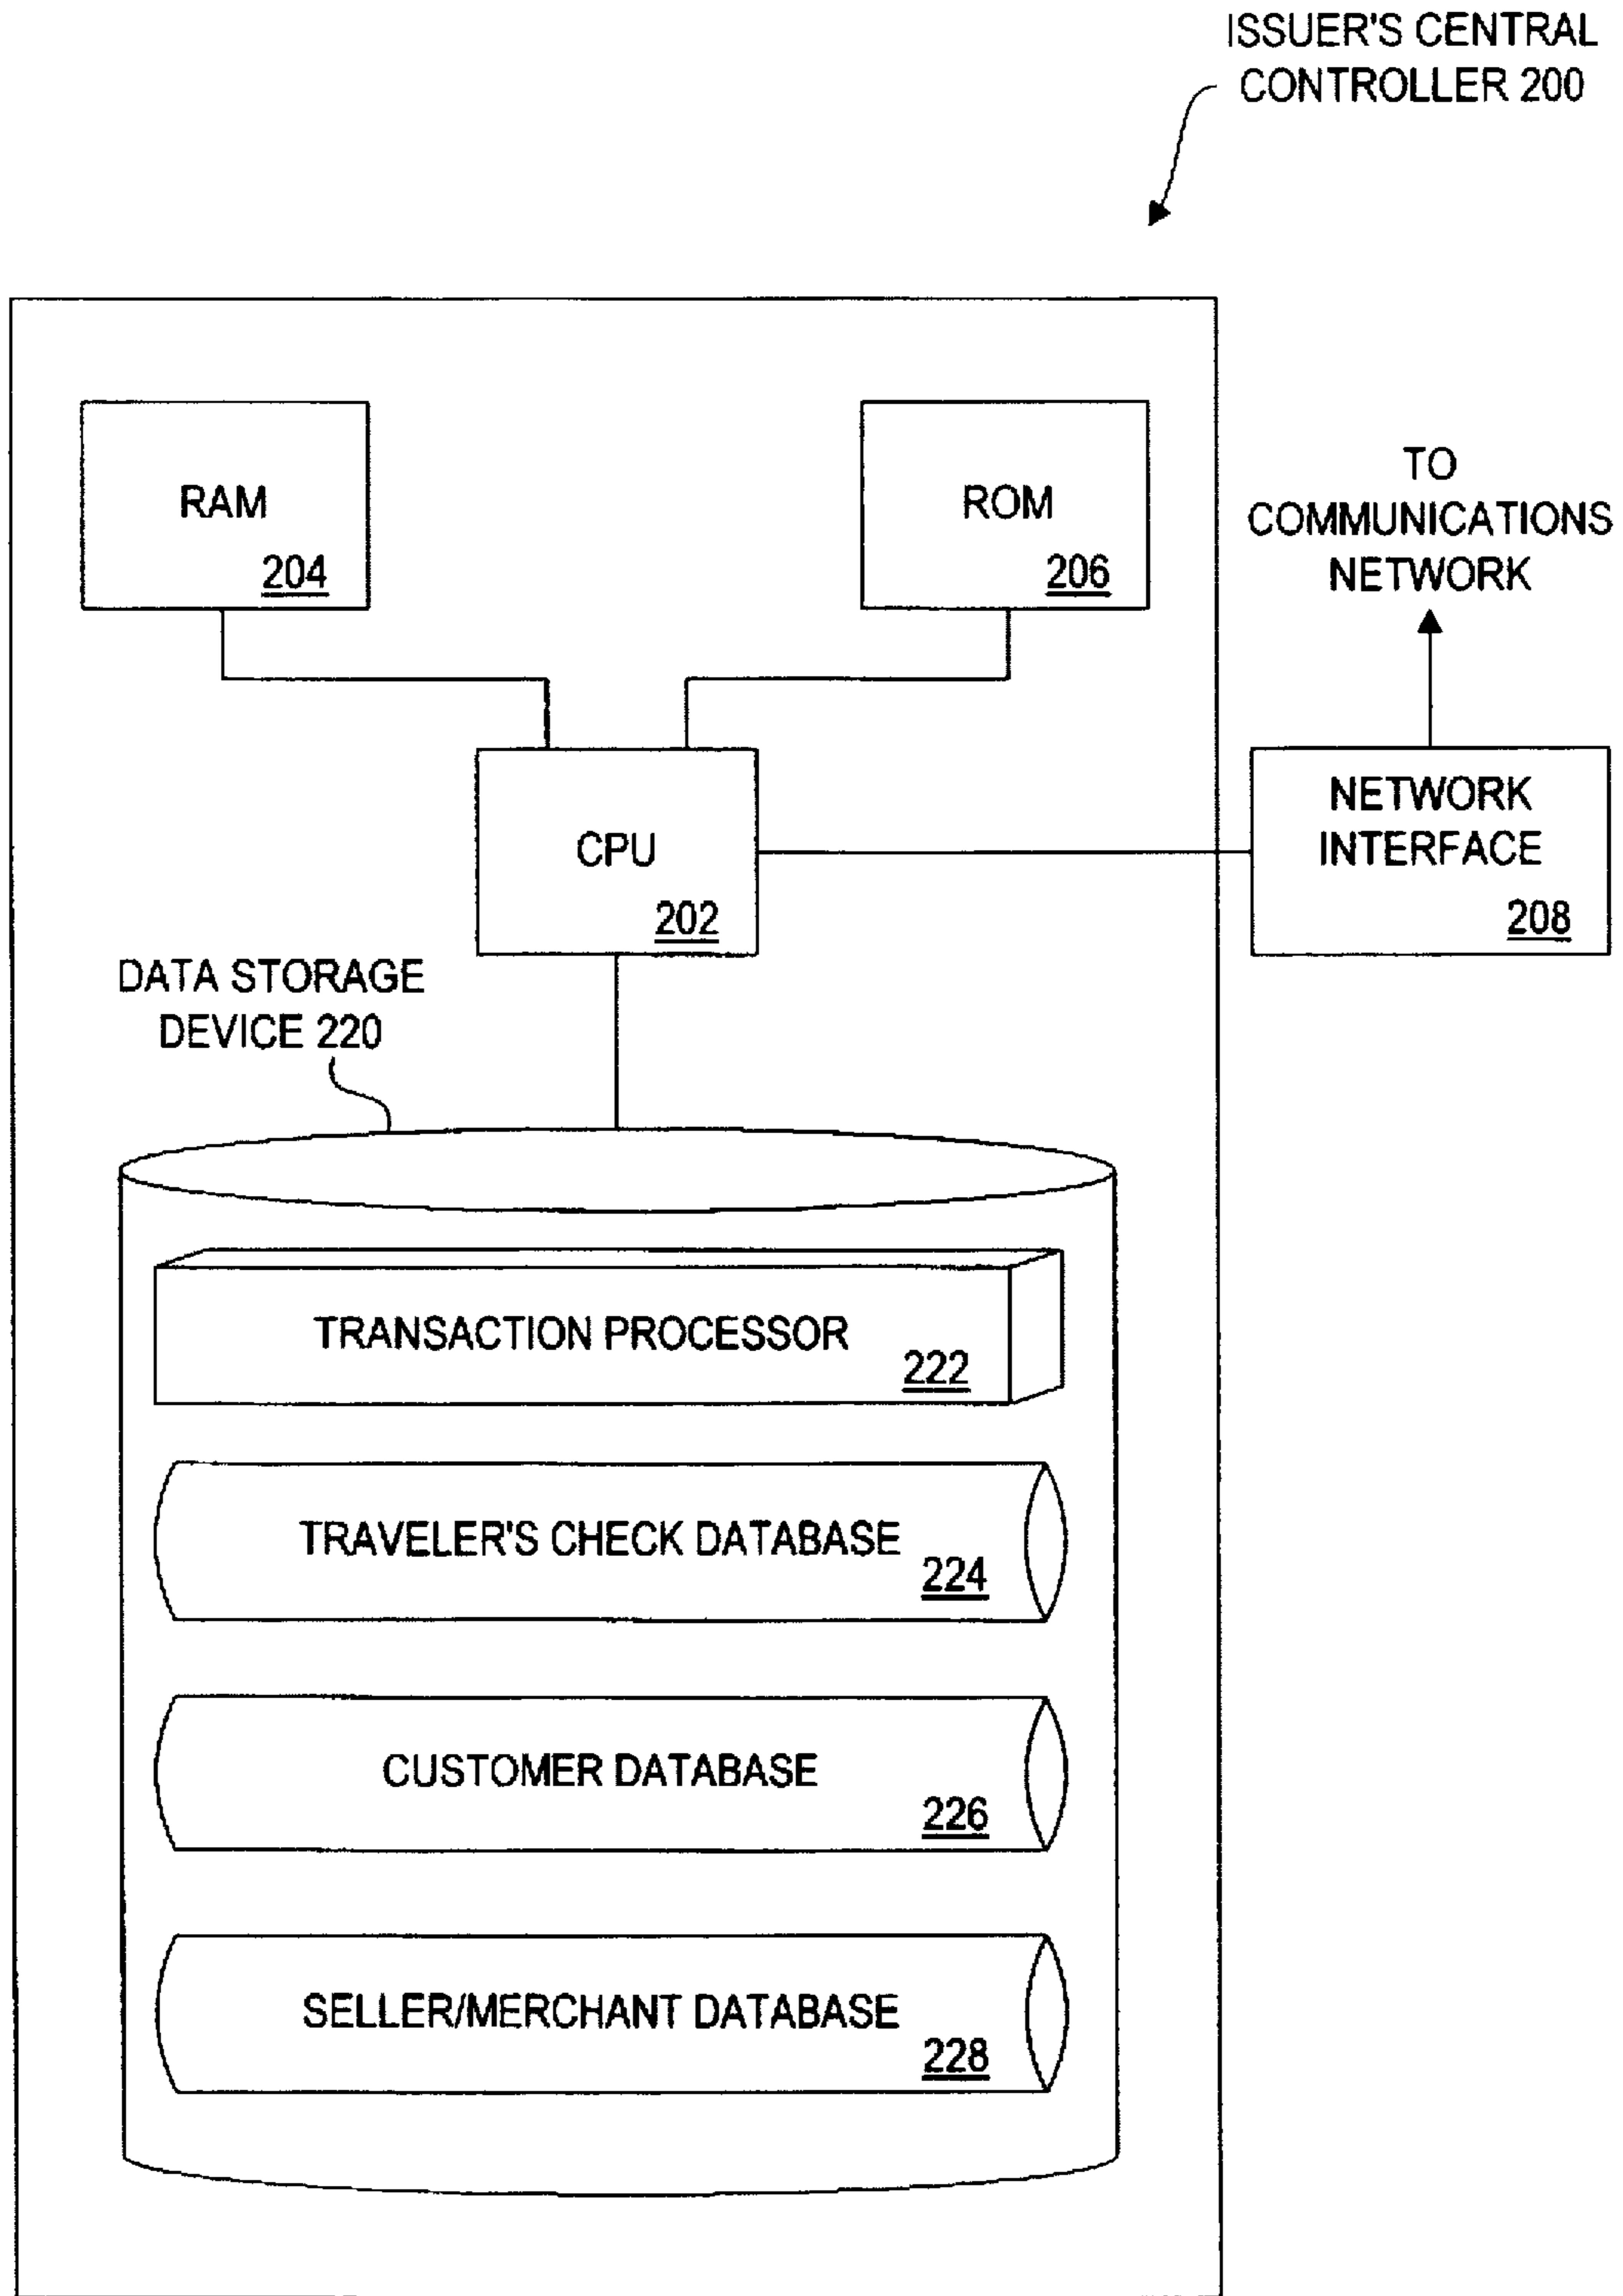 ISSUER'S CENTRAL
CONTROLLER 200
RAM
204
ROM
206
TO
COMMUNICATIONS
NETWORK
CPU
202
NETWORK
INTERFACE
208
DATA STORAGE
DEVICE 220
TRANSACTION PROCESSOR
222
TRAVELER'S CHECK DATABASE
224
CUSTOMER DATABASE
226
SELLER/MERCHANT DATABASE
228